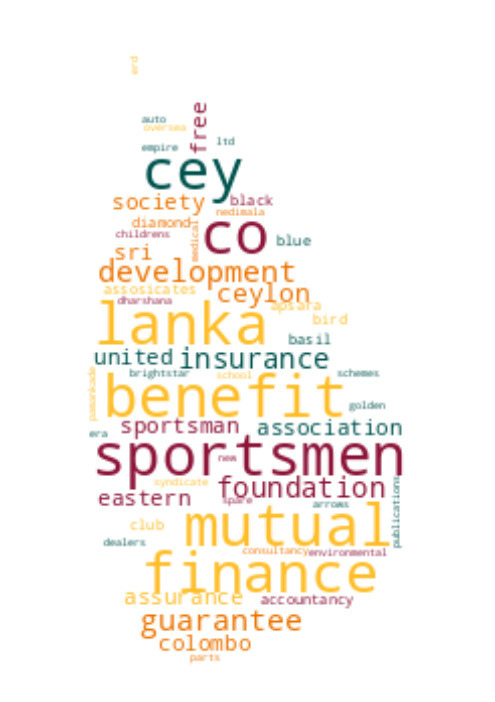 erd
auto
oversea
free
empire
ltd
cey
society
black
nedimala
diamond
childrens
medical
co
blue
sri
development
assosicates
ceylon
dharshana
apsara
lanka
bird
basil
united
insurance
brightstar
school
schemes
pamankade
benefit
golden
era
sportsman
association
sportsmen
new
syndicate
foundation
eastern
spare
arrows
publications
club
mutual
dealers
consultancy
environmental
finance
assurance
accountancy
guarantee
colombo
parts